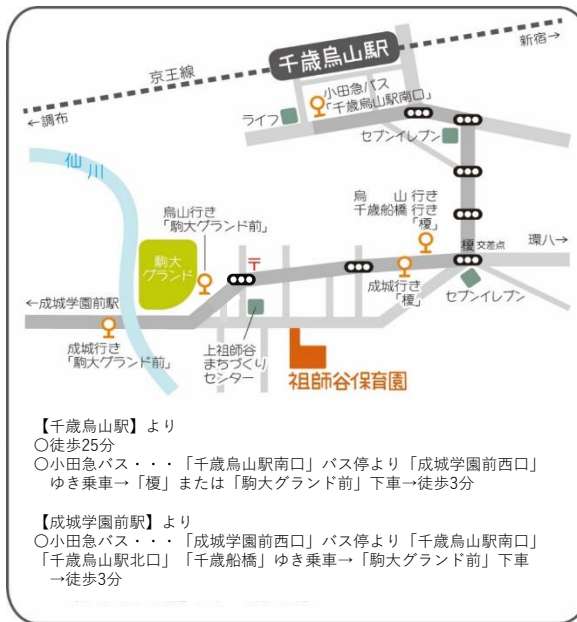 千歳烏山駅
新宿→
京王線
小田急バス
「千歳烏山駅南口」
ライフ
←調布
セブンイレブン
仙川
烏山行き
「駒大グランド前」
烏 山 行き
千歳船橋 行き
「榎」
駒大
グランド
〒
榎 交差点
環八→
←成城学園前駅
成城行き
「榎」
セブンイレブン
成城行き
「駒大グランド前」
上祖師谷
まちづくり
センター
祖師谷保育園
【千歳烏山駅】より
〇徒歩25分
〇小田急バス・・・「千歳烏山駅南口」バス停より「成城学園前西口」
ゆき乗車→「榎」または「駒大グランド前」下車→徒歩3分
【成城学園前駅】より
〇小田急バス・・・「成城学園前西口」バス停より「千歳烏山駅南口」
「千歳烏山駅北口」「千歳船橋」ゆき乗車→「駒大グランド前」下車
→徒歩3分